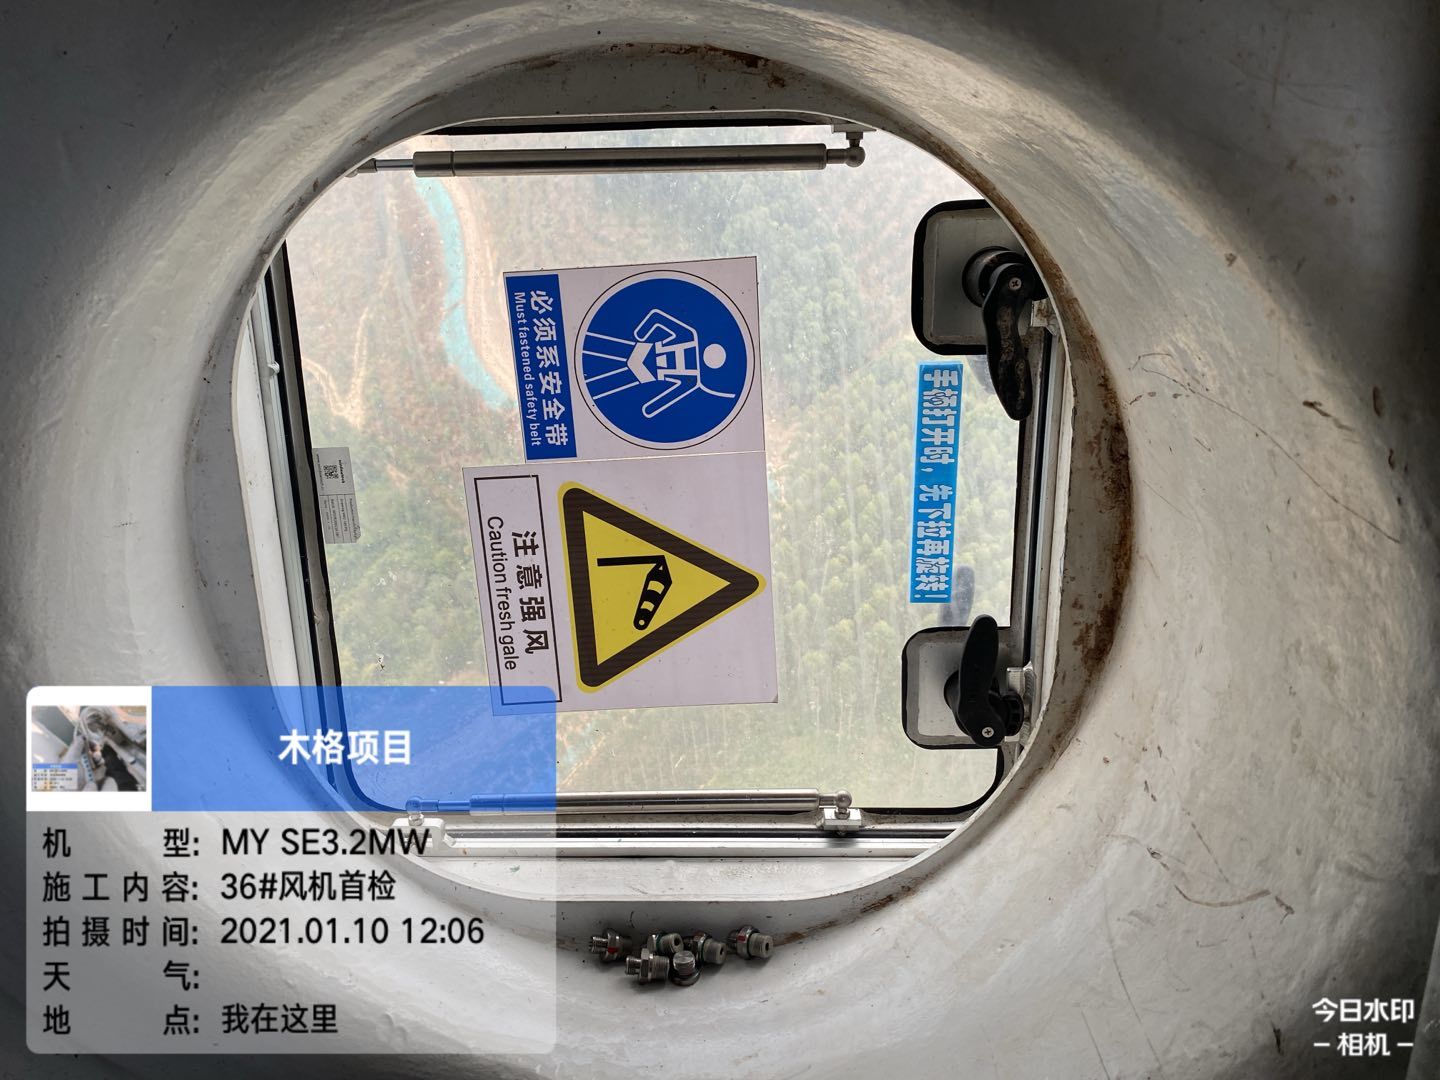 必须系安全带
Must fastened safety belt
注意强风
Caution fresh gale
手柄打开时，先下拉再旋转！
木格项目
机型: MY SE3.2MW
施工内容: 36#风机首检
拍摄时间: 2021.01.10 12:06
天气:
地点: 我在这里
今日水印
－相机－